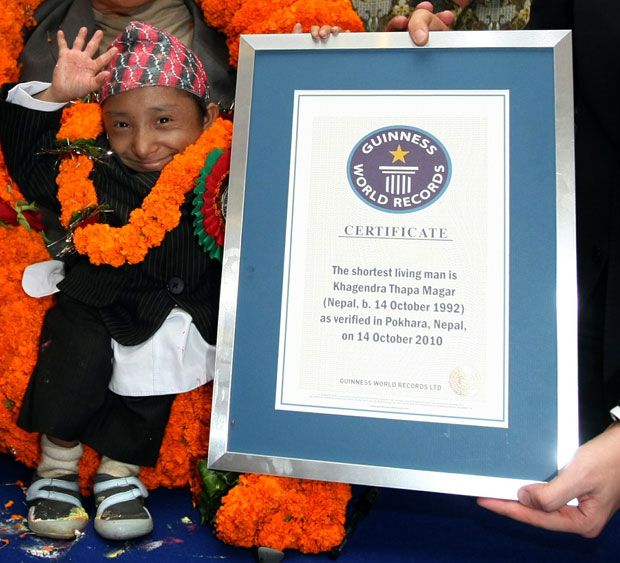 GUINNESS
WORLD RECORDS
CERTIFICATE
The shortest living man is
Khagendra Thapa Magar
(Nepal, b. 14 October 1992)
as verified in Pokhara, Nepal,
on 14 October 2010
GUINNESS WORLD RECORDS LTD